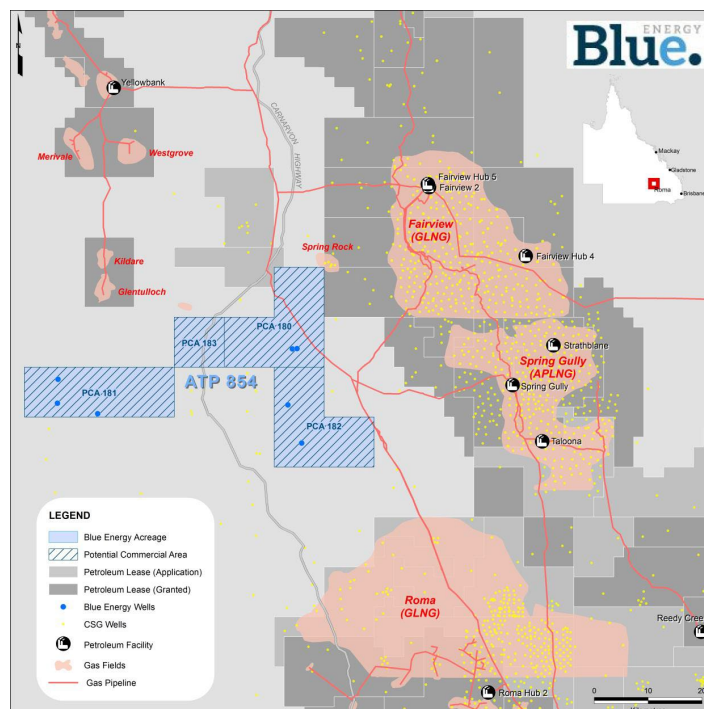 ENERGY
Blue.
N
Yellowbank
CARNARVON
HIGHWAY
Mackay
Gladstone
Roma
Brisbane
Merivale
Westgrove
Fairview Hub 5
Fairview 2
Fairview
(GLNG)
Spring Rock
Fairview Hub 4
Kildare
Glentulloch
PCA 180
PCA 183
Strathblane
Spring Gully
(APLNG)
PCA 181
ATP 854
Spring Gully
PCA 182
Taloona
LEGEND
Blue Energy Acreage
Potential Commercial Area
Petroleum Lease (Application)
Petroleum Lease (Granted)
Blue Energy Wells
CSG Wells
Petroleum Facility
Gas Fields
Gas Pipeline
Roma
(GLNG)
Reedy Cree
Roma Hub 2
0 10 20